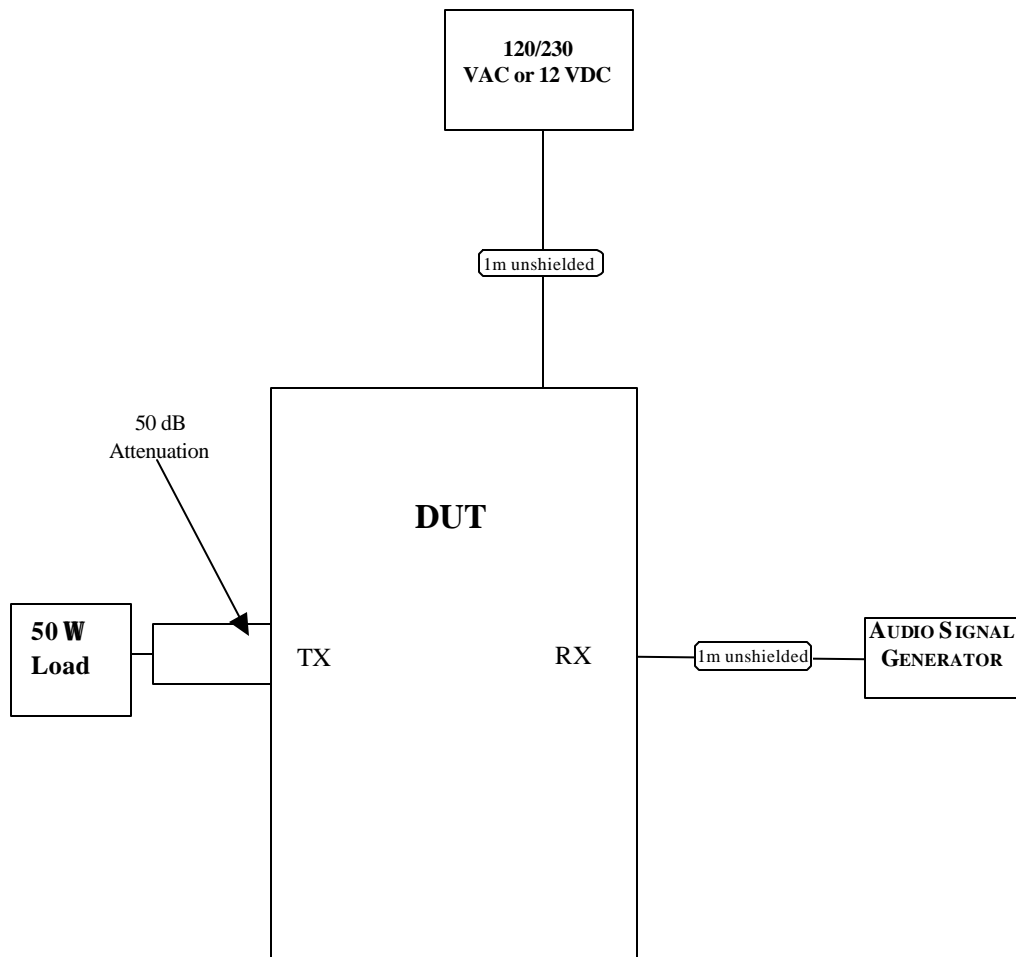 120/230
VAC or 12 VDC
1m unshielded
50 dB
Attenuation
DUT
50 W
Load
TX
RX
1m unshielded
AUDIO SIGNAL
GENERATOR